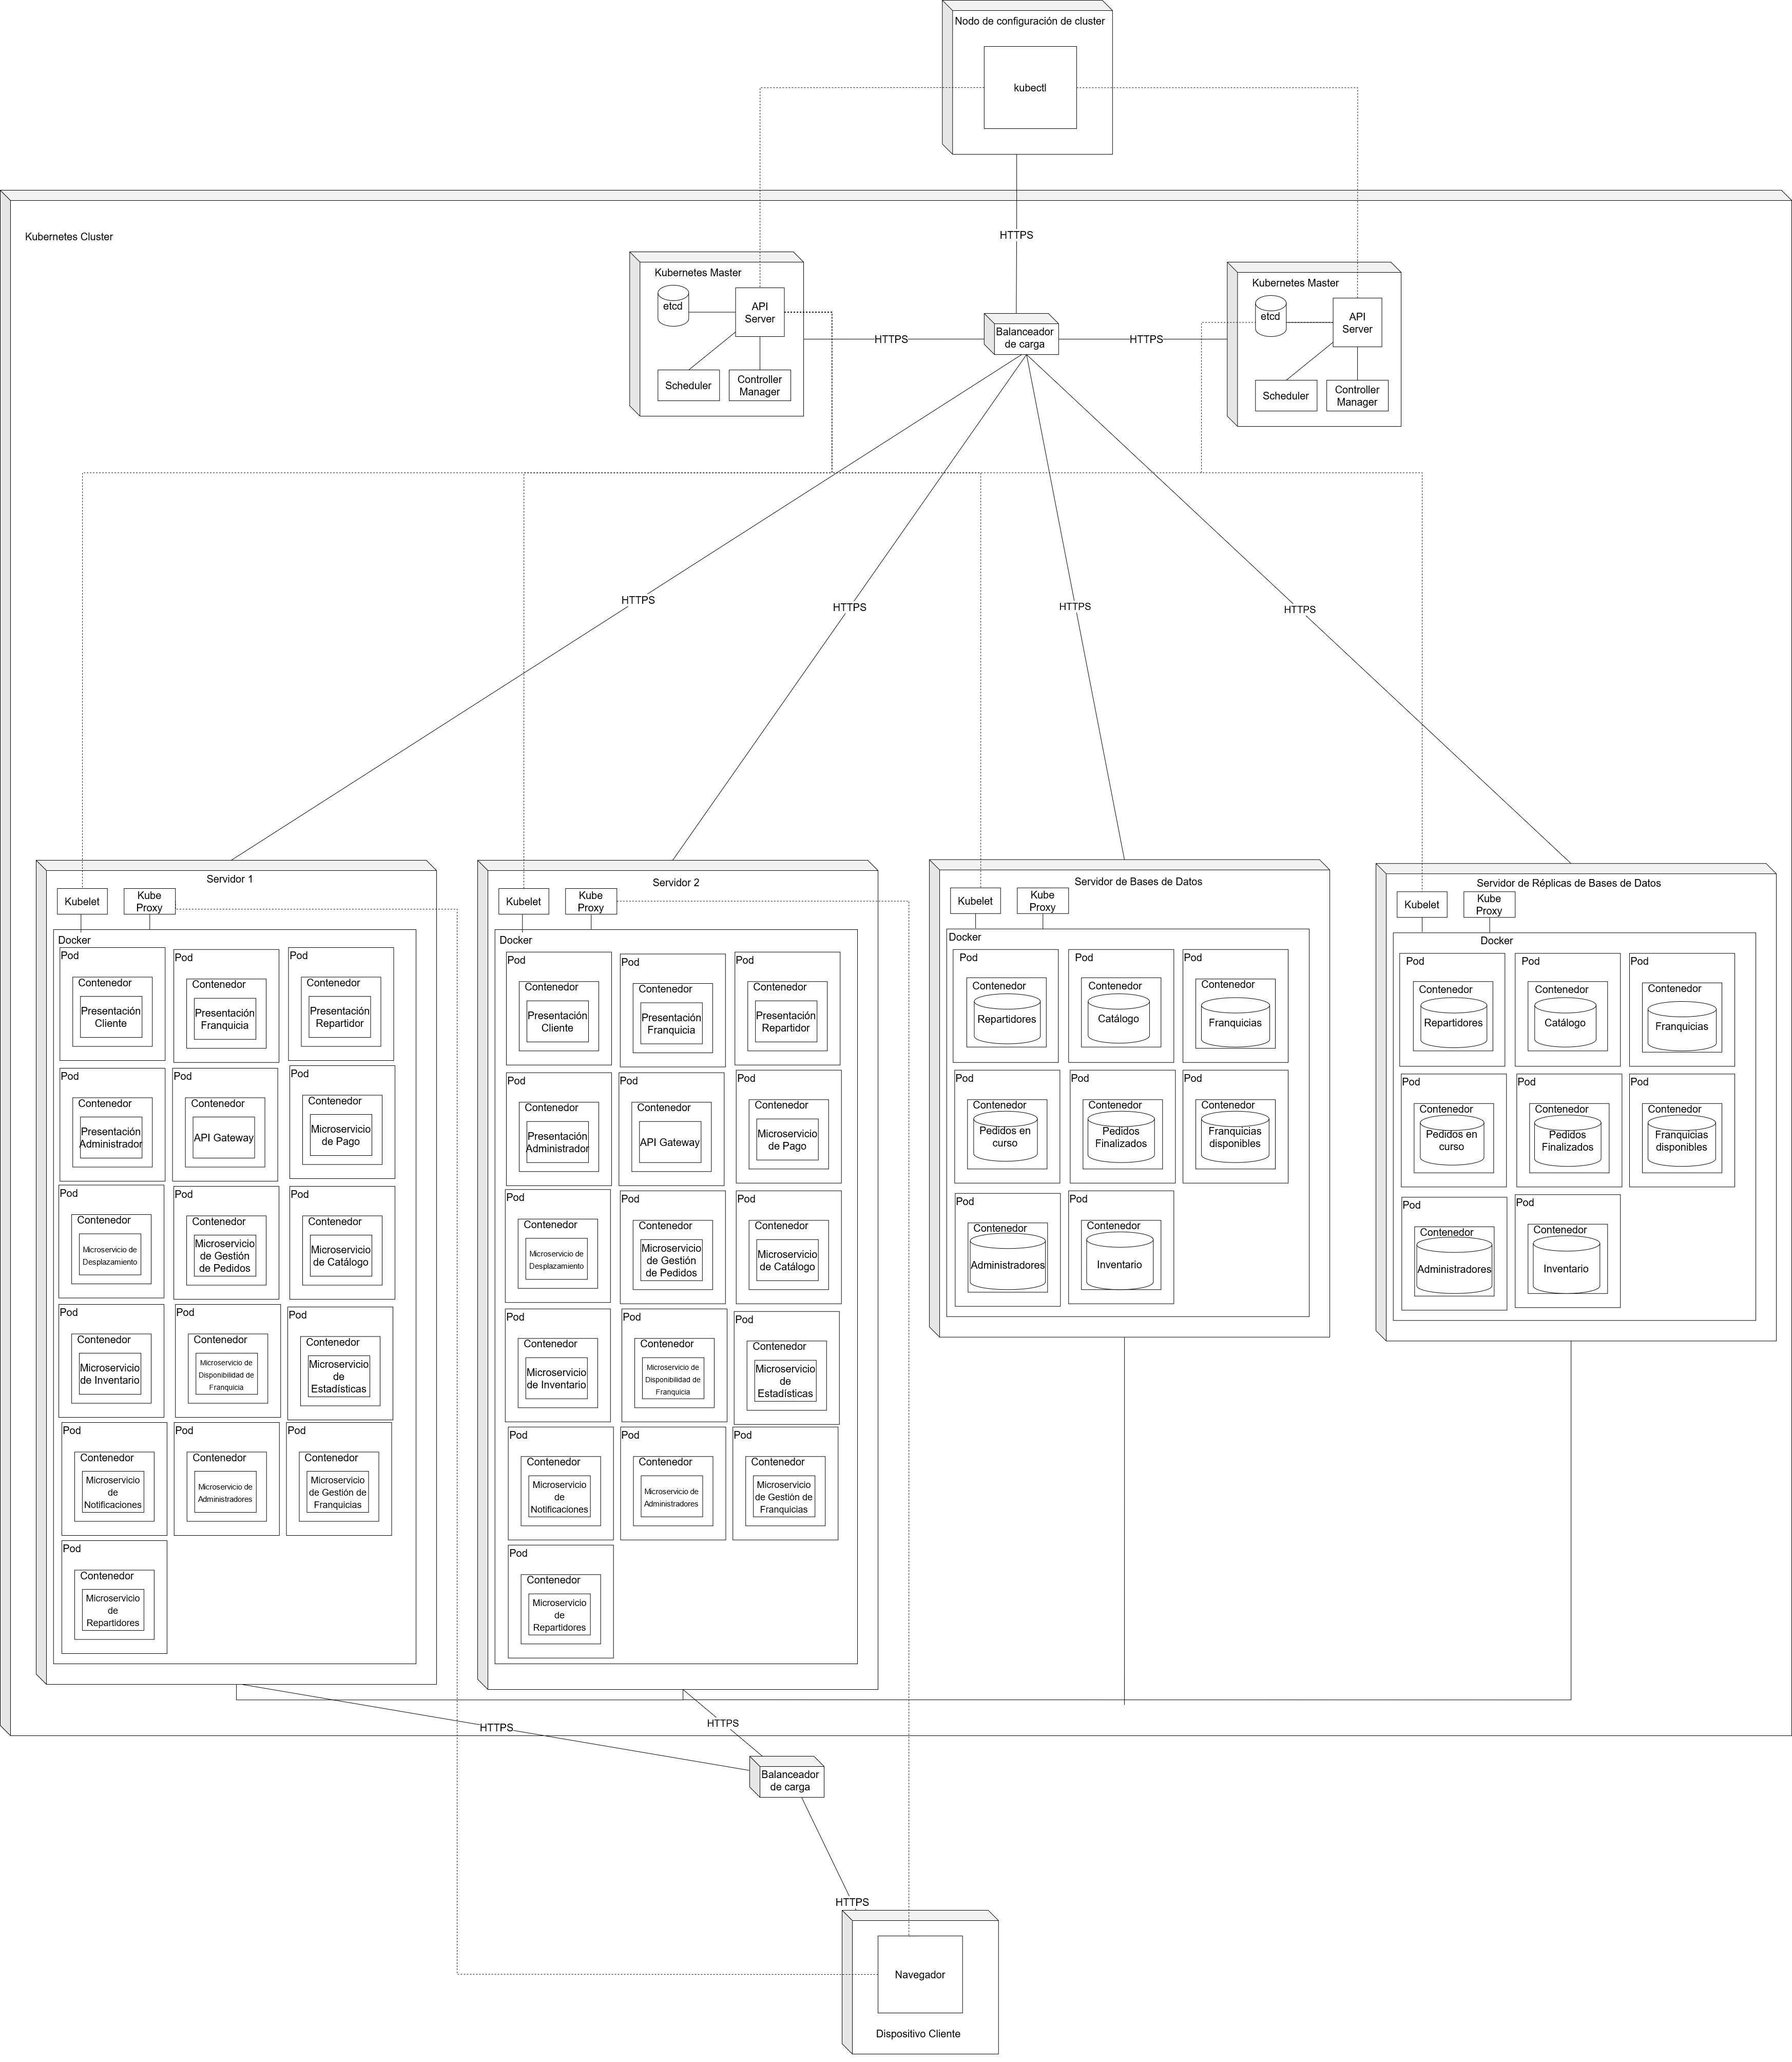 Nodo de configuración de cluster
kubectl
HTTPS
Kubernetes Cluster
Kubernetes Master
etcd
API
Server
Scheduler
Controller
Manager
HTTPS
Balanceador
de carga
HTTPS
Kubernetes Master
etcd
API
Server
Scheduler
Controller
Manager
HTTPS
HTTPS
HTTPS
HTTPS
Servidor 1
Kubelet
Kube
Proxy
Docker
Pod
Contenedor
Presentación
Cliente
Pod
Contenedor
Presentación
Franquicia
Pod
Contenedor
Presentación
Repartidor
Pod
Contenedor
Presentación
Administrador
Pod
Contenedor
API Gateway
Pod
Contenedor
Microservicio
de Pago
Pod
Contenedor
Microservicio de
Desplazamiento
Pod
Contenedor
Microservicio
de Gestión
de Pedidos
Pod
Contenedor
Microservicio
de Catálogo
Pod
Contenedor
Microservicio
de Inventario
Pod
Contenedor
Microservicio de
Disponibilidad de
Franquicia
Pod
Contenedor
Microservicio
de
Estadísticas
Pod
Contenedor
Microservicio
de
Notificaciones
Pod
Contenedor
Microservicio de
Administradores
Pod
Contenedor
Microservicio
de Gestión de
Franquicias
Pod
Contenedor
Microservicio
de
Repartidores
Servidor 2
Kubelet
Kube
Proxy
Docker
Pod
Contenedor
Presentación
Cliente
Pod
Contenedor
Presentación
Franquicia
Pod
Contenedor
Presentación
Repartidor
Pod
Contenedor
Presentación
Administrador
Pod
Contenedor
API Gateway
Pod
Contenedor
Microservicio
de Pago
Pod
Contenedor
Microservicio de
Desplazamiento
Pod
Contenedor
Microservicio
de Gestión
de Pedidos
Pod
Contenedor
Microservicio
de Catálogo
Pod
Contenedor
Microservicio
de Inventario
Pod
Contenedor
Microservicio de
Disponibilidad de
Franquicia
Pod
Contenedor
Microservicio
de
Estadísticas
Pod
Contenedor
Microservicio
de
Notificaciones
Pod
Contenedor
Microservicio de
Administradores
Pod
Contenedor
Microservicio
de Gestión de
Franquicias
Pod
Contenedor
Microservicio
de
Repartidores
Servidor de Bases de Datos
Kubelet
Kube
Proxy
Docker
Pod
Contenedor
Repartidores
Pod
Contenedor
Catálogo
Pod
Contenedor
Franquicias
Pod
Contenedor
Pedidos en
curso
Pod
Contenedor
Pedidos
Finalizados
Pod
Contenedor
Franquicias
disponibles
Pod
Contenedor
Administradores
Pod
Contenedor
Inventario
Servidor de Réplicas de Bases de Datos
Kubelet
Kube
Proxy
Docker
Pod
Contenedor
Repartidores
Pod
Contenedor
Catálogo
Pod
Contenedor
Franquicias
Pod
Contenedor
Pedidos en
curso
Pod
Contenedor
Pedidos
Finalizados
Pod
Contenedor
Franquicias
disponibles
Pod
Contenedor
Administradores
Pod
Contenedor
Inventario
HTTPS
HTTPS
Balanceador
de carga
HTTPS
Navegador
Dispositivo Cliente